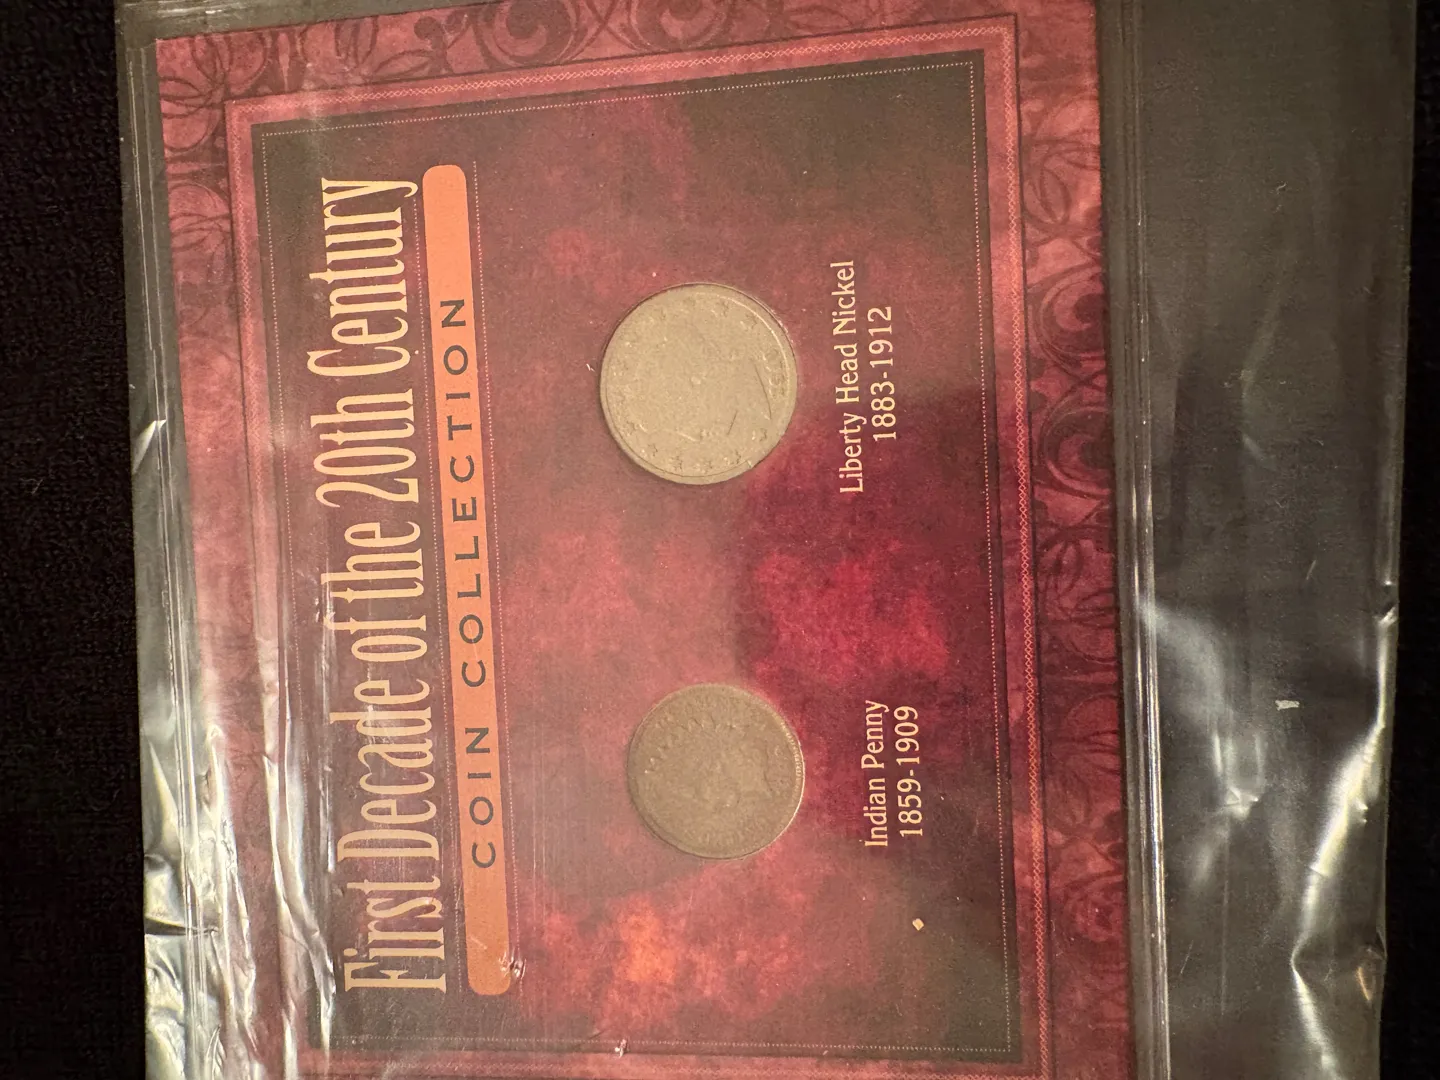 First Decade of the 20th Century
COIN COLLECTION
Indian Penny
1859-1909
Liberty Head Nickel
1883-1912